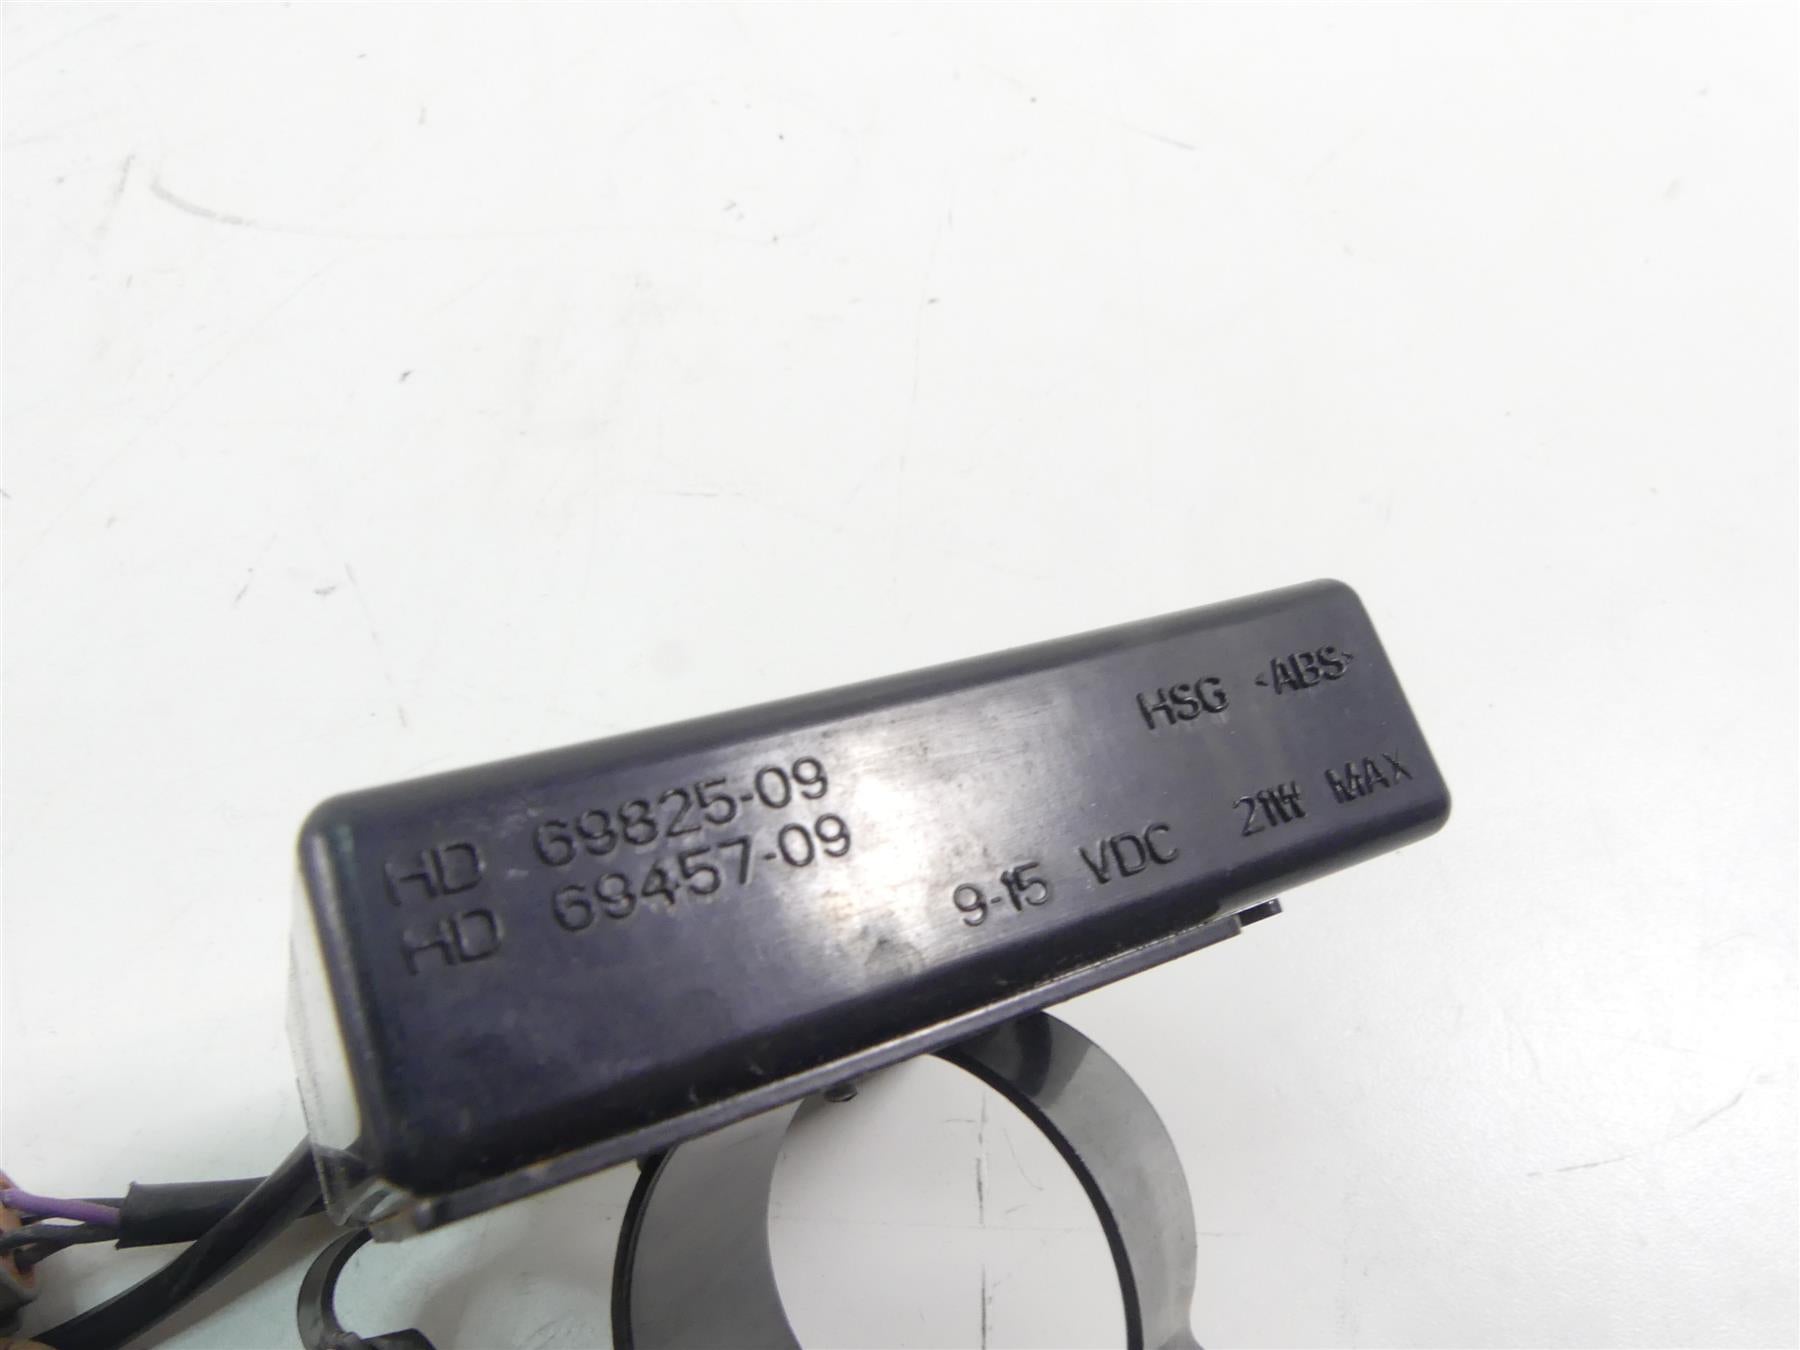 HD 69825-09
HD 69457-09
HSG <ABS>
9-15 VDC 21W MAX